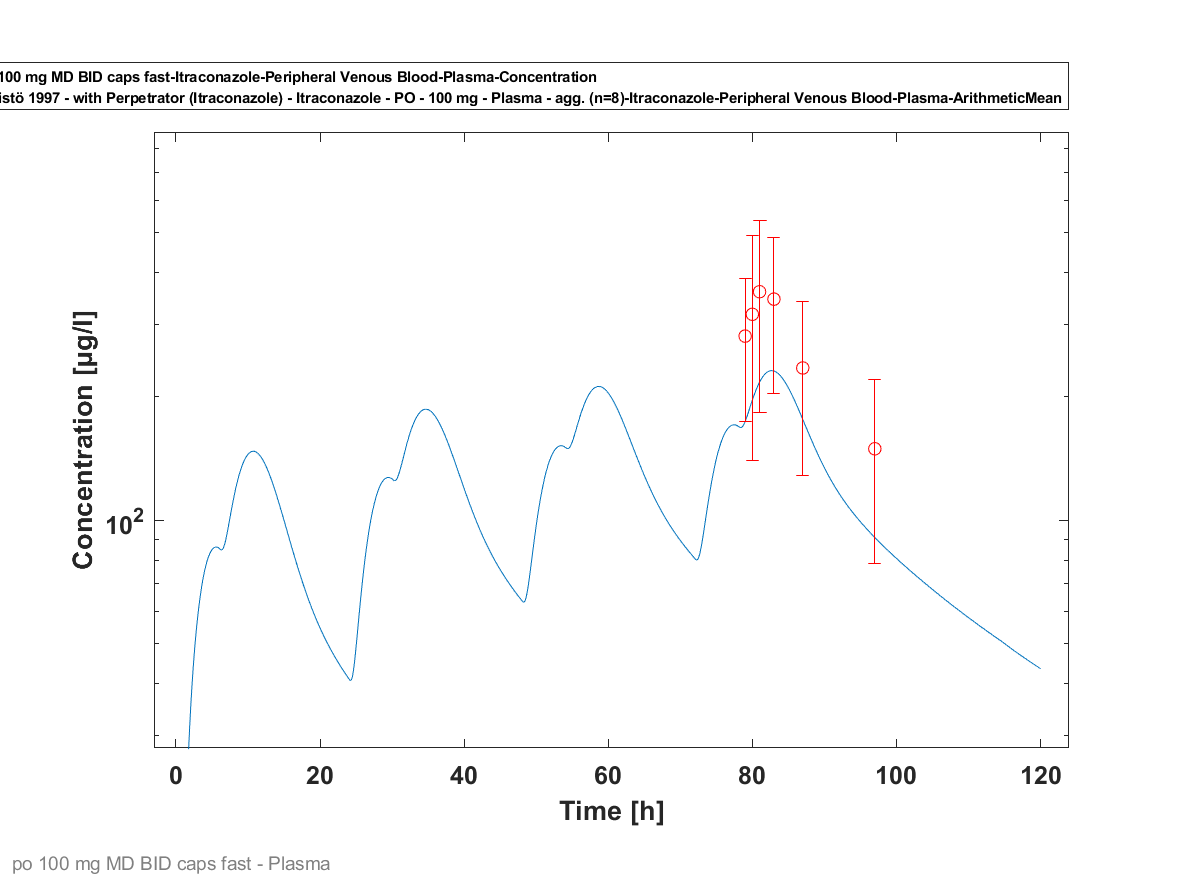 100 mg MD BID caps fast-Itraconazole-Peripheral Venous Blood-Plasma-Concentration
istö 1997 - with Perpetrator (Itraconazole) - Itraconazole - PO - 100 mg - Plasma - agg. (n=8)-Itraconazole-Peripheral Venous Blood-Plasma-ArithmeticMean
Concentration [µg/l]
10²
0 20 40 60 80 100 120
Time [h]
po 100 mg MD BID caps fast - Plasma